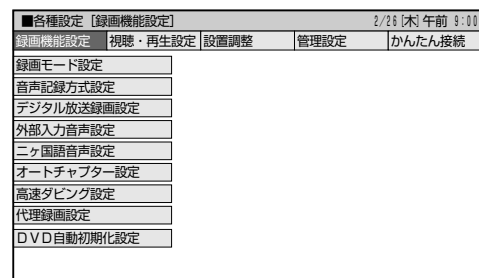 ■各種設定［録画機能設定］ 2/26[木]午前 9:00
録画機能設定 視聴・再生設定 設置調整 管理設定 かんたん接続
録画モード設定
音声記録方式設定
デジタル放送録画設定
外部入力音声設定
二ヶ国語音声設定
オートチャプター設定
高速ダビング設定
代理録画設定
ＤＶＤ自動初期化設定